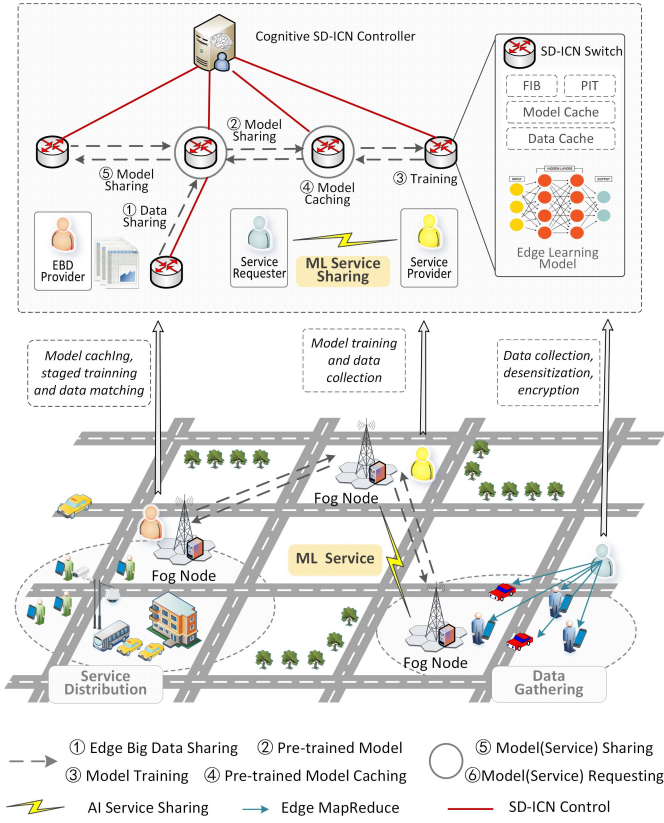 Cognitive SD-ICN Controller
SD-ICN Switch
FIB
PIT
Model Cache
Data Cache
HIDDEN LAYERS
INPUT
OUTPUT
Edge Learning
Model
② Model
Sharing
⑤ Model
Sharing
④ Model
Caching
③ Training
① Data
Sharing
EBD
Provider
Service
Requester
ML Service
Sharing
Service
Provider
Model cachIng,
staged trainning
and data matching
Model training
and data
collection
Data collection,
desensitization,
encryption
Fog Node
Fog Node
ML Service
Fog Node
Service
Distribution
Data
Gathering
① Edge Big Data Sharing
② Pre-trained Model
⑤ Model(Service) Sharing
③ Model Training
④ Pre-trained Model Caching
⑥Model(Service) Requesting
AI Service Sharing
Edge MapReduce
SD-ICN Control